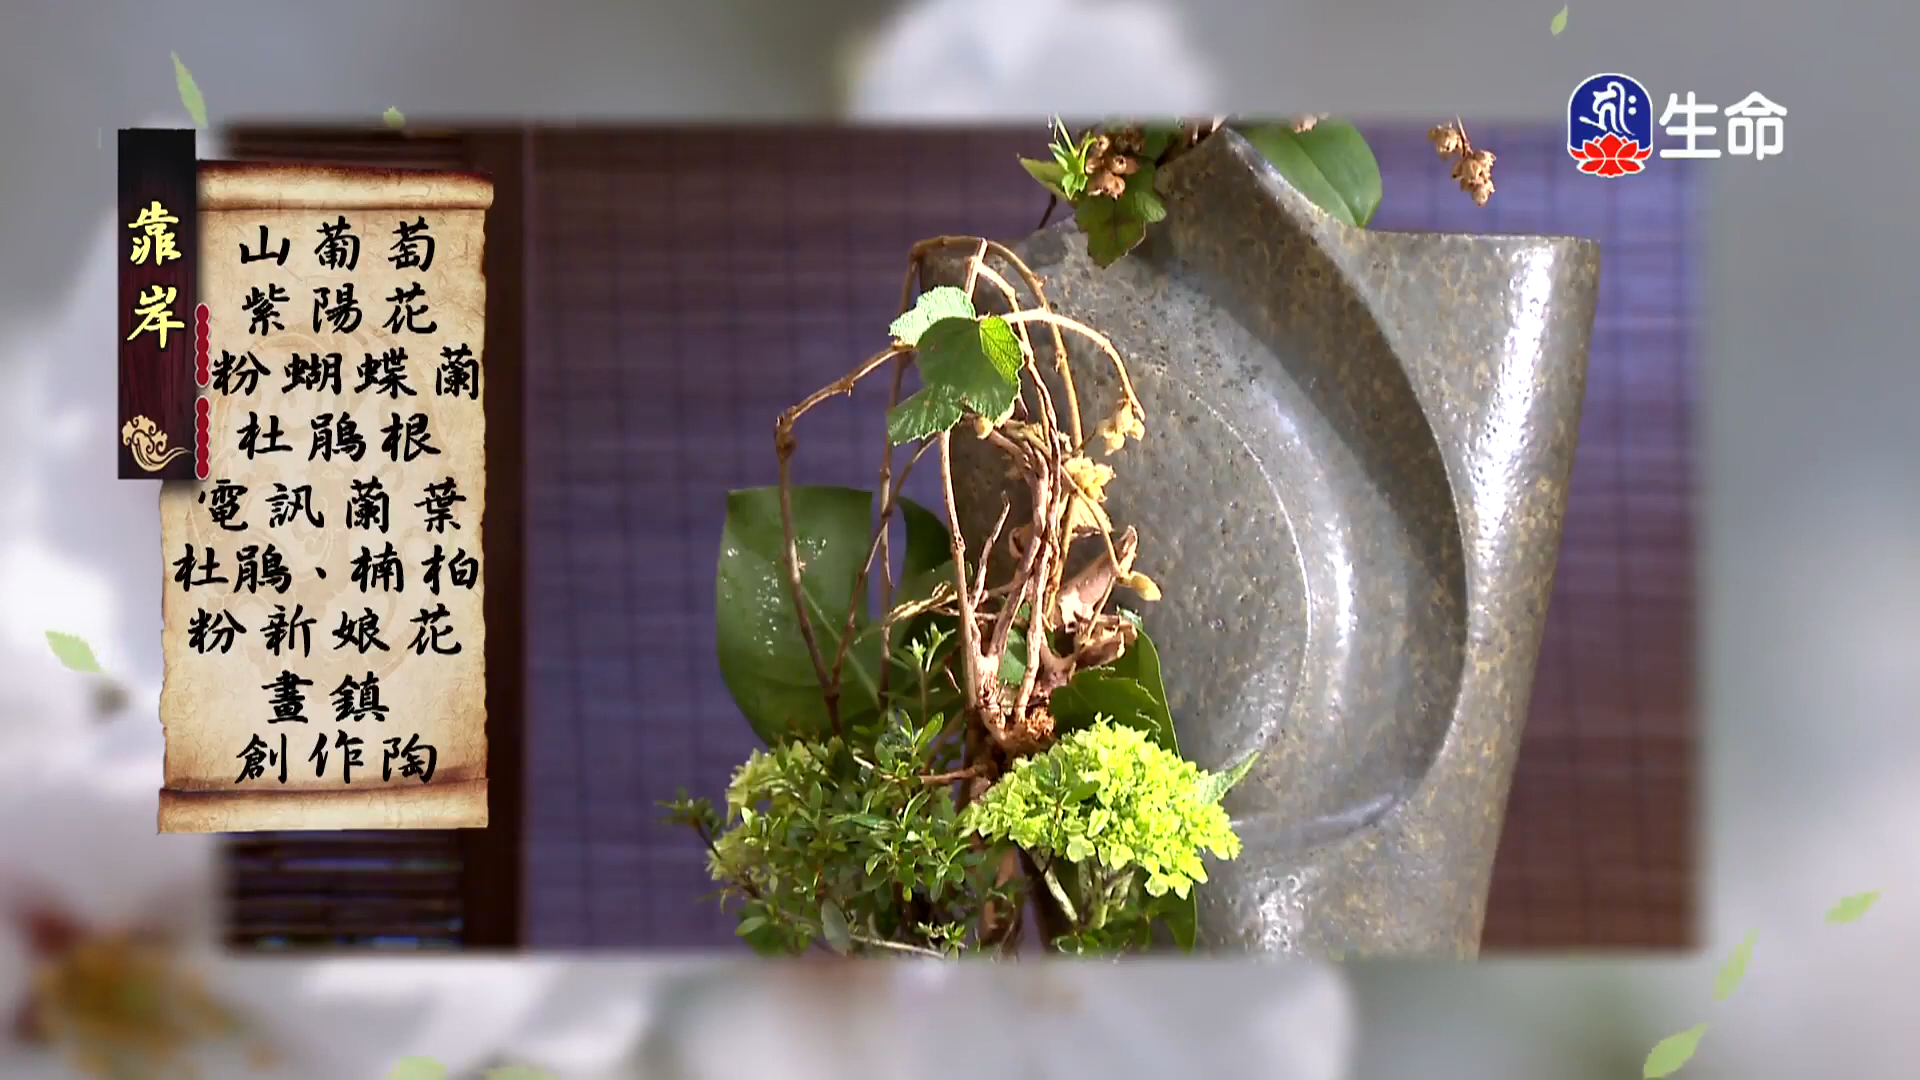 靠岸
山葡萄
紫陽花
粉蝴蝶蘭
杜鵑根
電訊蘭葉
杜鵑、楠柏
粉新娘花
畫鎮
創作陶
生命